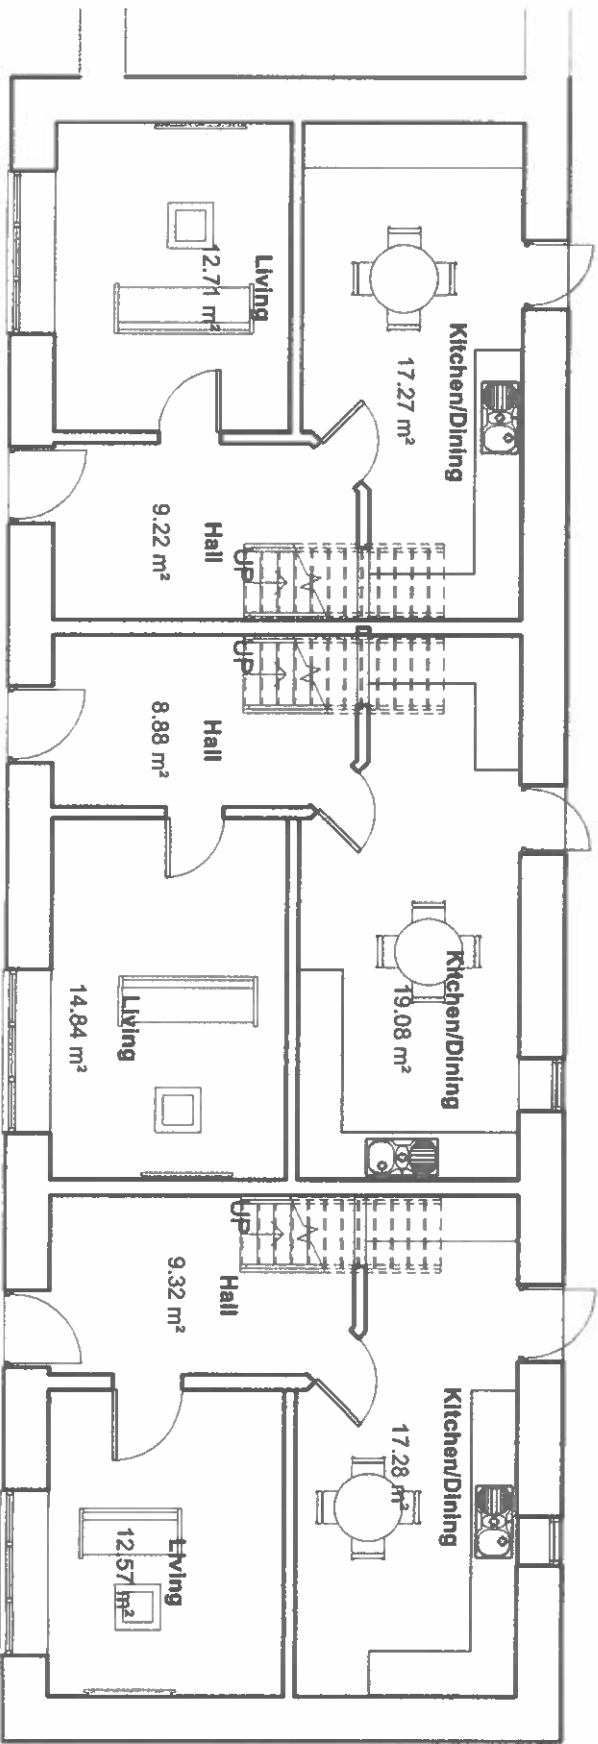 Kitchen/Dining
17.27 m²
Living
12.71 m²
Hall
9.22 m²
UP
UP
Hall
8.88 m²
Kitchen/Dining
19.08 m²
Living
14.84 m²
UP
Hall
9.32 m²
Kitchen/Dining
17.28 m²
Living
12.57 m²